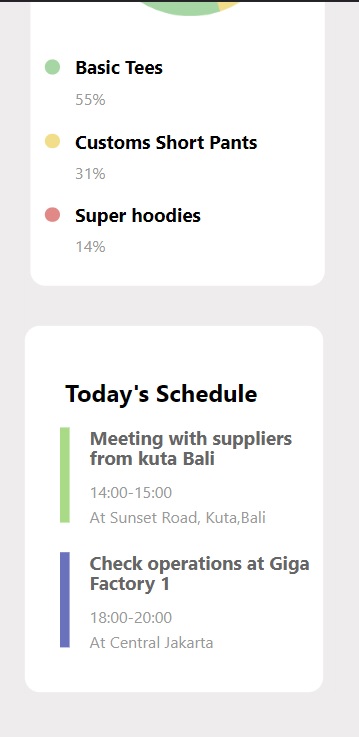 Basic Tees
55%
Customs Short Pants
31%
Super hoodies
14%
Today's Schedule
Meeting with suppliers
from kuta Bali
14:00-15:00
At Sunset Road, Kuta,Bali
Check operations at Giga
Factory 1
18:00-20:00
At Central Jakarta